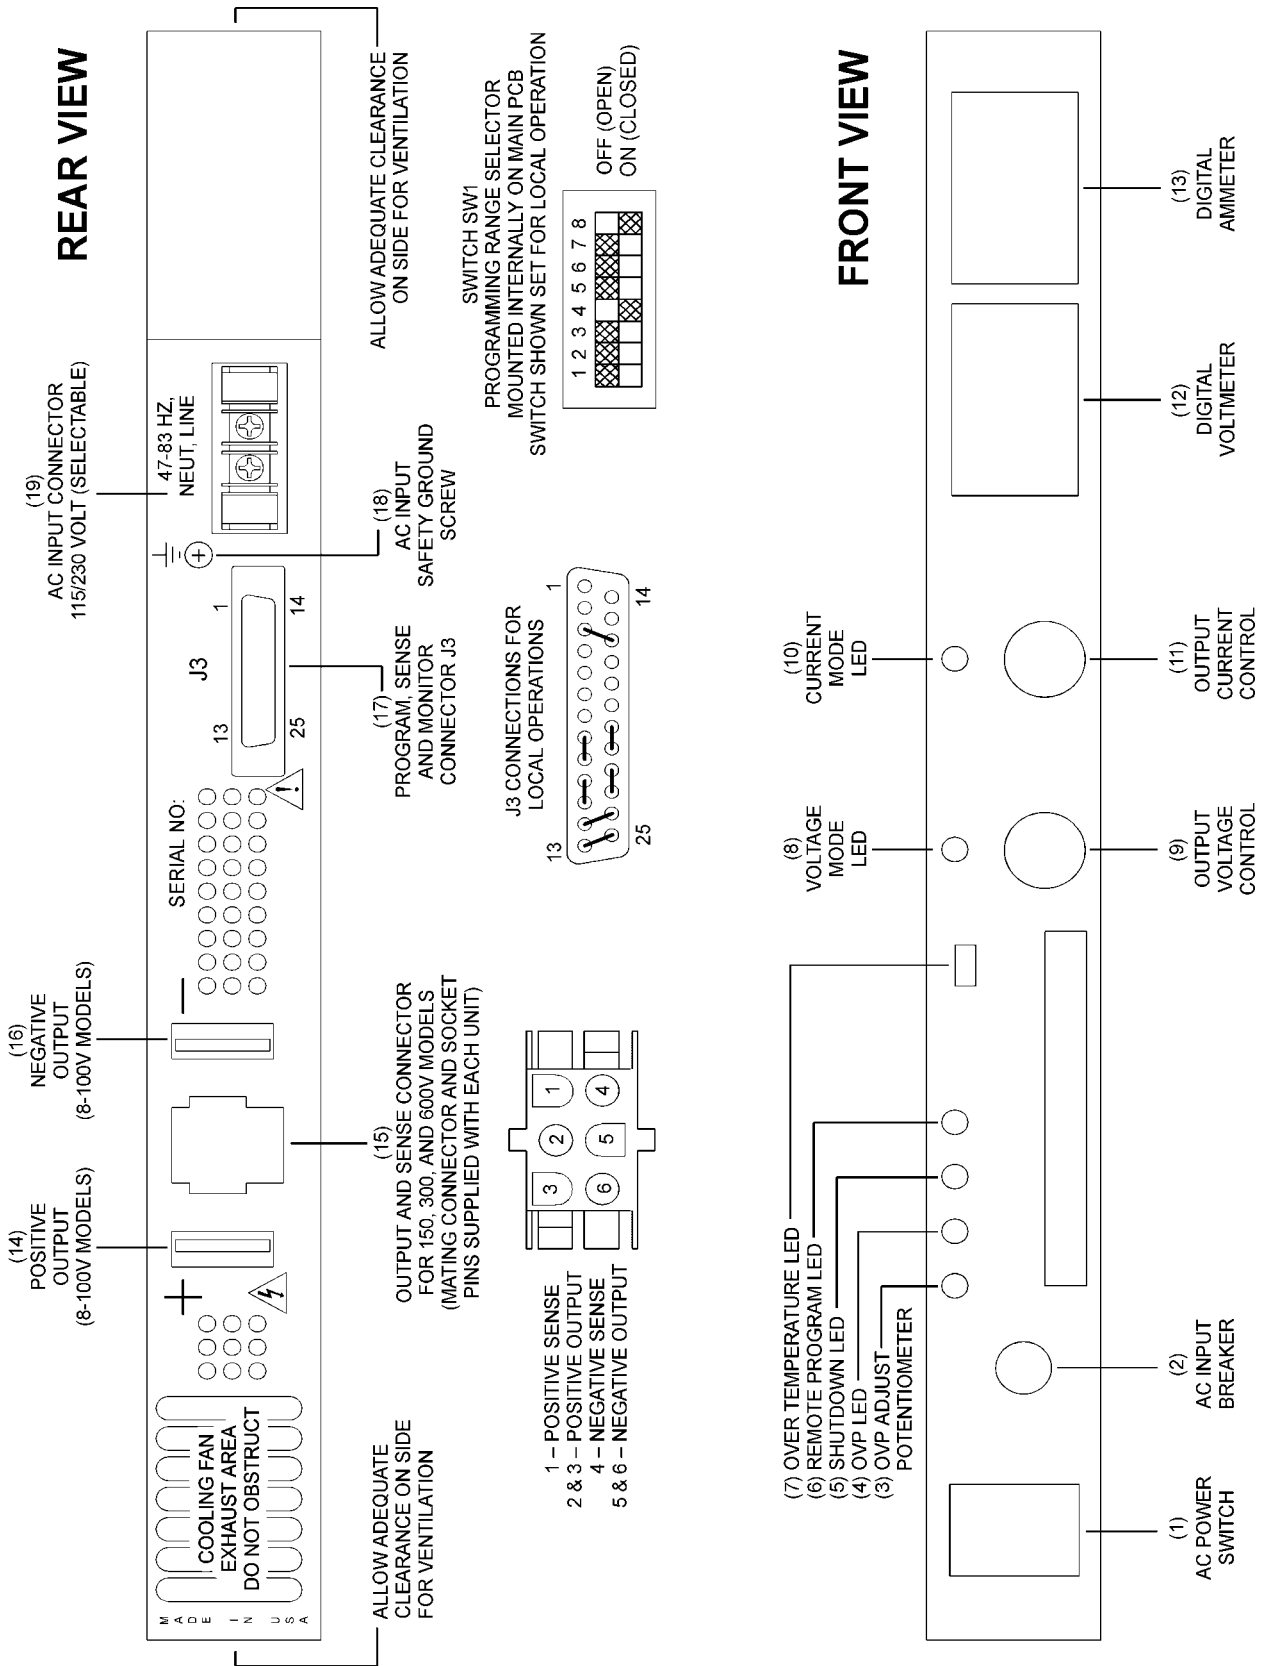 REAR VIEW
(14)
POSITIVE
OUTPUT
(8-100V MODELS)
(16)
NEGATIVE
OUTPUT
(8-100V MODELS)
(19)
AC INPUT CONNECTOR
115/230 VOLT (SELECTABLE)
MADE IN USA
COOLING FAN
EXHAUST AREA
DO NOT OBSTRUCT
+
−
SERIAL NO:
!
J3
13
1
25
14
47-83 HZ,
NEUT, LINE
ALLOW ADEQUATE
CLEARANCE ON SIDE
FOR VENTILATION
(15)
OUTPUT AND SENSE CONNECTOR
FOR 150, 300, AND 600V MODELS
(MATING CONNECTOR AND SOCKET
PINS SUPPLIED WITH EACH UNIT)
(17)
PROGRAM, SENSE
AND MONITOR
CONNECTOR J3
(18)
AC INPUT
SAFETY GROUND
SCREW
ALLOW ADEQUATE CLEARANCE
ON SIDE FOR VENTILATION
1 – POSITIVE SENSE
2 & 3 – POSITIVE OUTPUT
4 – NEGATIVE SENSE
5 & 6 – NEGATIVE OUTPUT
3 2 1
6 5 4
J3 CONNECTIONS FOR
LOCAL OPERATIONS
13
1
25
14
SWITCH SW1
PROGRAMMING RANGE SELECTOR
MOUNTED INTERNALLY ON MAIN PCB
SWITCH SHOWN SET FOR LOCAL OPERATION
1 2 3 4 5 6 7 8
OFF (OPEN)
ON (CLOSED)
FRONT VIEW
(7) OVER TEMPERATURE LED
(6) REMOTE PROGRAM LED
(5) SHUTDOWN LED
(4) OVP LED
(3) OVP ADJUST
POTENTIOMETER
(8)
VOLTAGE
MODE
LED
(10)
CURRENT
MODE
LED
(1)
AC POWER
SWITCH
(2)
AC INPUT
BREAKER
(9)
OUTPUT
VOLTAGE
CONTROL
(11)
OUTPUT
CURRENT
CONTROL
(12)
DIGITAL
VOLTMETER
(13)
DIGITAL
AMMETER